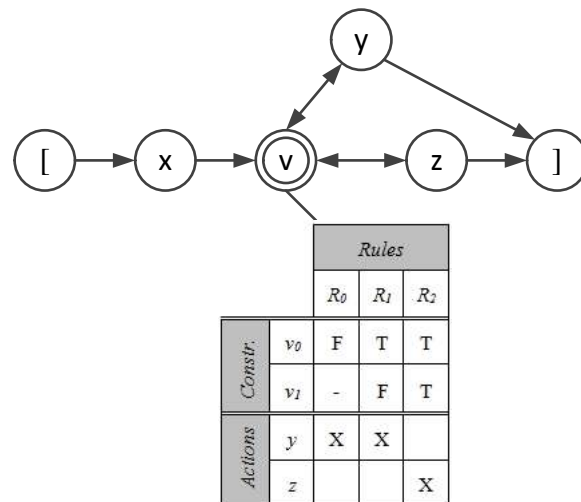 y
[ x v z ]
Rules
R0 R1 R2
Constr.
v0 F T T
v1 - F T
Actions
y X X
z X